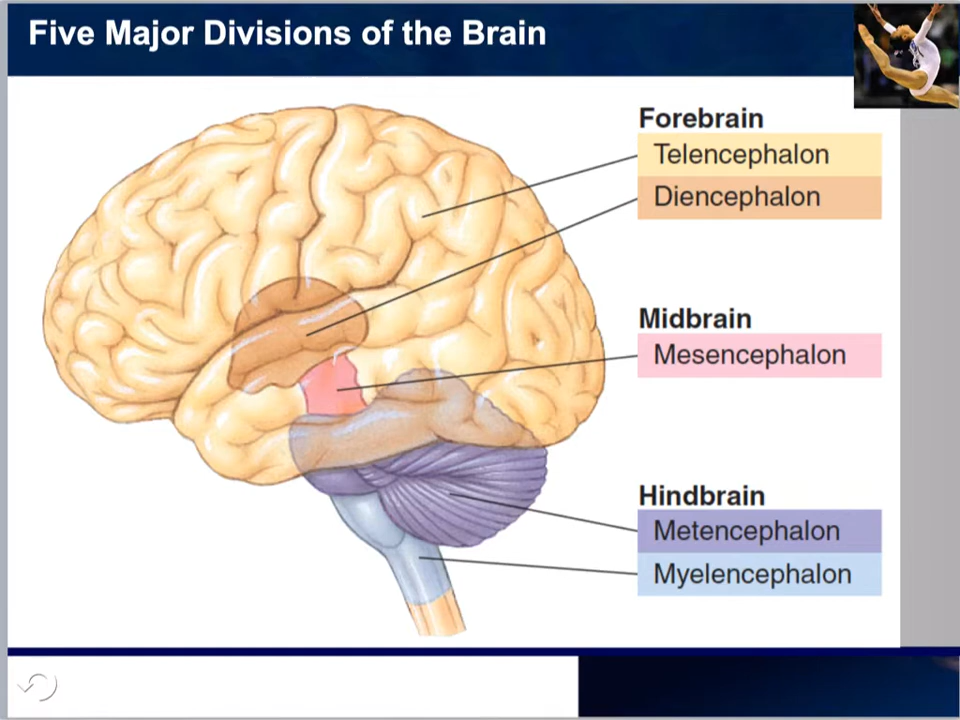 Five Major Divisions of the Brain
Forebrain
Telencephalon
Diencephalon
Midbrain
Mesencephalon
Hindbrain
Metencephalon
Myelencephalon